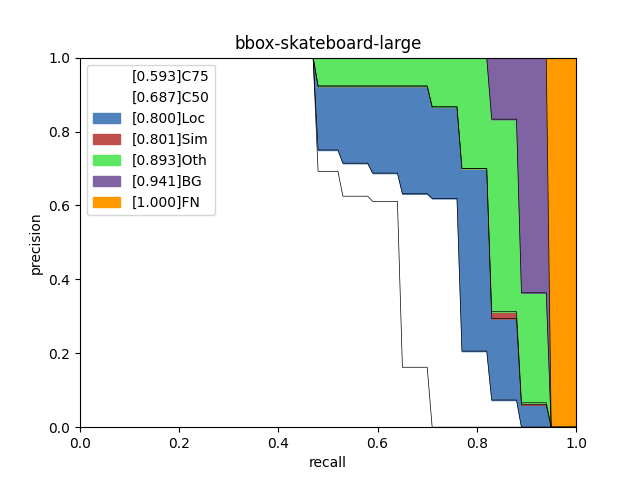 bbox-skateboard-large
precision
1.0
0.8
0.6
0.4
0.2
0.0
[0.593]C75
[0.687]C50
[0.800]Loc
[0.801]Sim
[0.893]Oth
[0.941]BG
[1.000]FN
0.0 0.2 0.4 0.6 0.8 1.0
recall